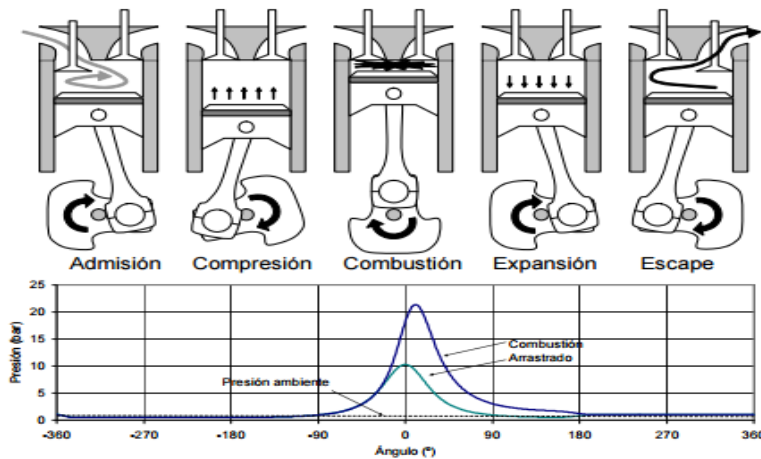 Admisión Compresión Combustión Expansión Escape
25
20
15
10
5
0
Presión (bar)
Combustión
Arrastrado
Presión ambiente
-360 -270 -180 -90 0 90 180 270 360
Ángulo (º)